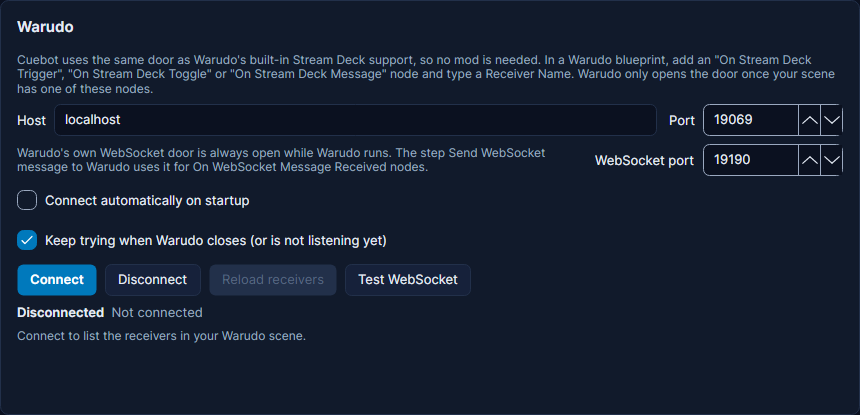 Warudo
Cuebot uses the same door as Warudo's built-in Stream Deck support, so no mod is needed. In a Warudo blueprint, add an "On Stream Deck
Trigger", "On Stream Deck Toggle" or "On Stream Deck Message" node and type a Receiver Name. Warudo only opens the door once your scene
has one of these nodes.
Host localhost Port 19069
Warudo's own WebSocket door is always open while Warudo runs. The step Send WebSocket
message to Warudo uses it for On WebSocket Message Received nodes.
WebSocket port 19190
Connect automatically on startup
Keep trying when Warudo closes (or is not listening yet)
Connect Disconnect Reload receivers Test WebSocket
Disconnected Not connected
Connect to list the receivers in your Warudo scene.